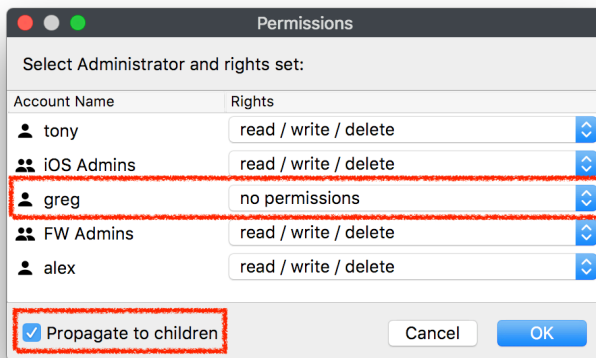 Permissions
Select Administrator and rights set:
Account Name Rights
tony read / write / delete
iOS Admins read / write / delete
greg no permissions
FW Admins read / write / delete
alex read / write / delete
Propagate to children Cancel OK